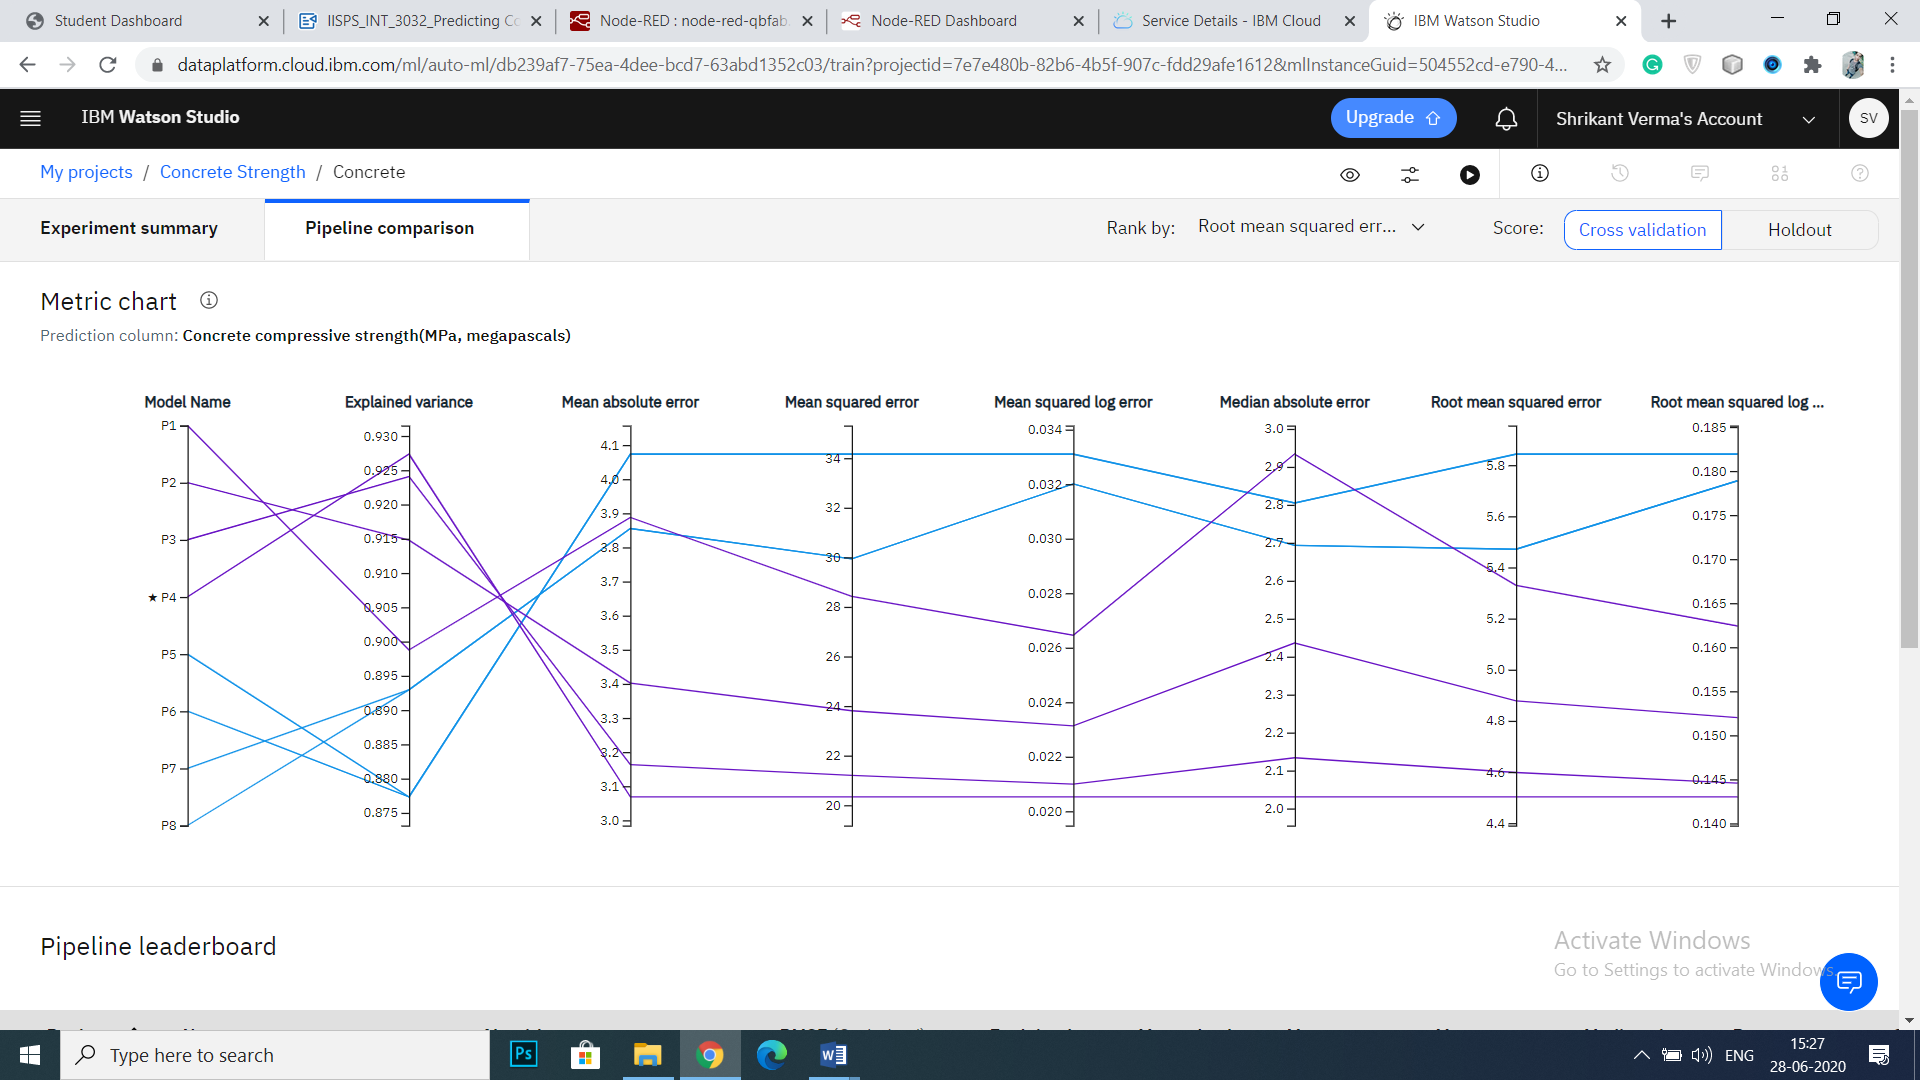 Student Dashboard
IISPS_INT_3032_Predicting Co
Node-RED : node-red-qbfab
Node-RED Dashboard
Service Details - IBM Cloud
IBM Watson Studio
dataplatform.cloud.ibm.com/ml/auto-ml/db239af7-75ea-4dee-bcd7-63abd1352c03/train?projectid=7e7e480b-82b6-4b5f-907c-fdd29afe1612&mlInstanceGuid=504552cd-e790-4...
IBM Watson Studio
Upgrade
Shrikant Verma's Account
SV
My projects / Concrete Strength / Concrete
Experiment summary
Pipeline comparison
Rank by: Root mean squared err...
Score: Cross validation Holdout
Metric chart
Prediction column: Concrete compressive strength(MPa, megapascals)
Model Name
P1
P2
P3
★ P4
P5
P6
P7
P8
Explained variance
0.930
0.925
0.920
0.915
0.910
0.905
0.900
0.895
0.890
0.885
0.880
0.875
Mean absolute error
4.1
4.0
3.9
3.8
3.7
3.6
3.5
3.4
3.3
3.2
3.1
3.0
Mean squared error
34
32
30
28
26
24
22
20
Mean squared log error
0.034
0.032
0.030
0.028
0.026
0.024
0.022
0.020
Median absolute error
3.0
2.9
2.8
2.7
2.6
2.5
2.4
2.3
2.2
2.1
2.0
Root mean squared error
5.8
5.6
5.4
5.2
5.0
4.8
4.6
4.4
Root mean squared log ...
0.185
0.180
0.175
0.170
0.165
0.160
0.155
0.150
0.145
0.140
Pipeline leaderboard
Activate Windows
Go to Settings to activate Windows.
Type here to search
Ps
ENG
15:27
28-06-2020